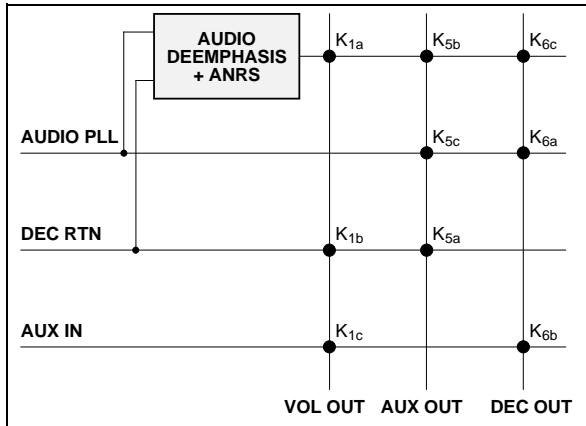 AUDIO
DEEMPHASIS
+ ANRS
K1a
K5b
K6c
AUDIO PLL
K5c
K6a
DEC RTN
K1b
K5a
AUX IN
K1c
K6b
VOL OUT
AUX OUT
DEC OUT